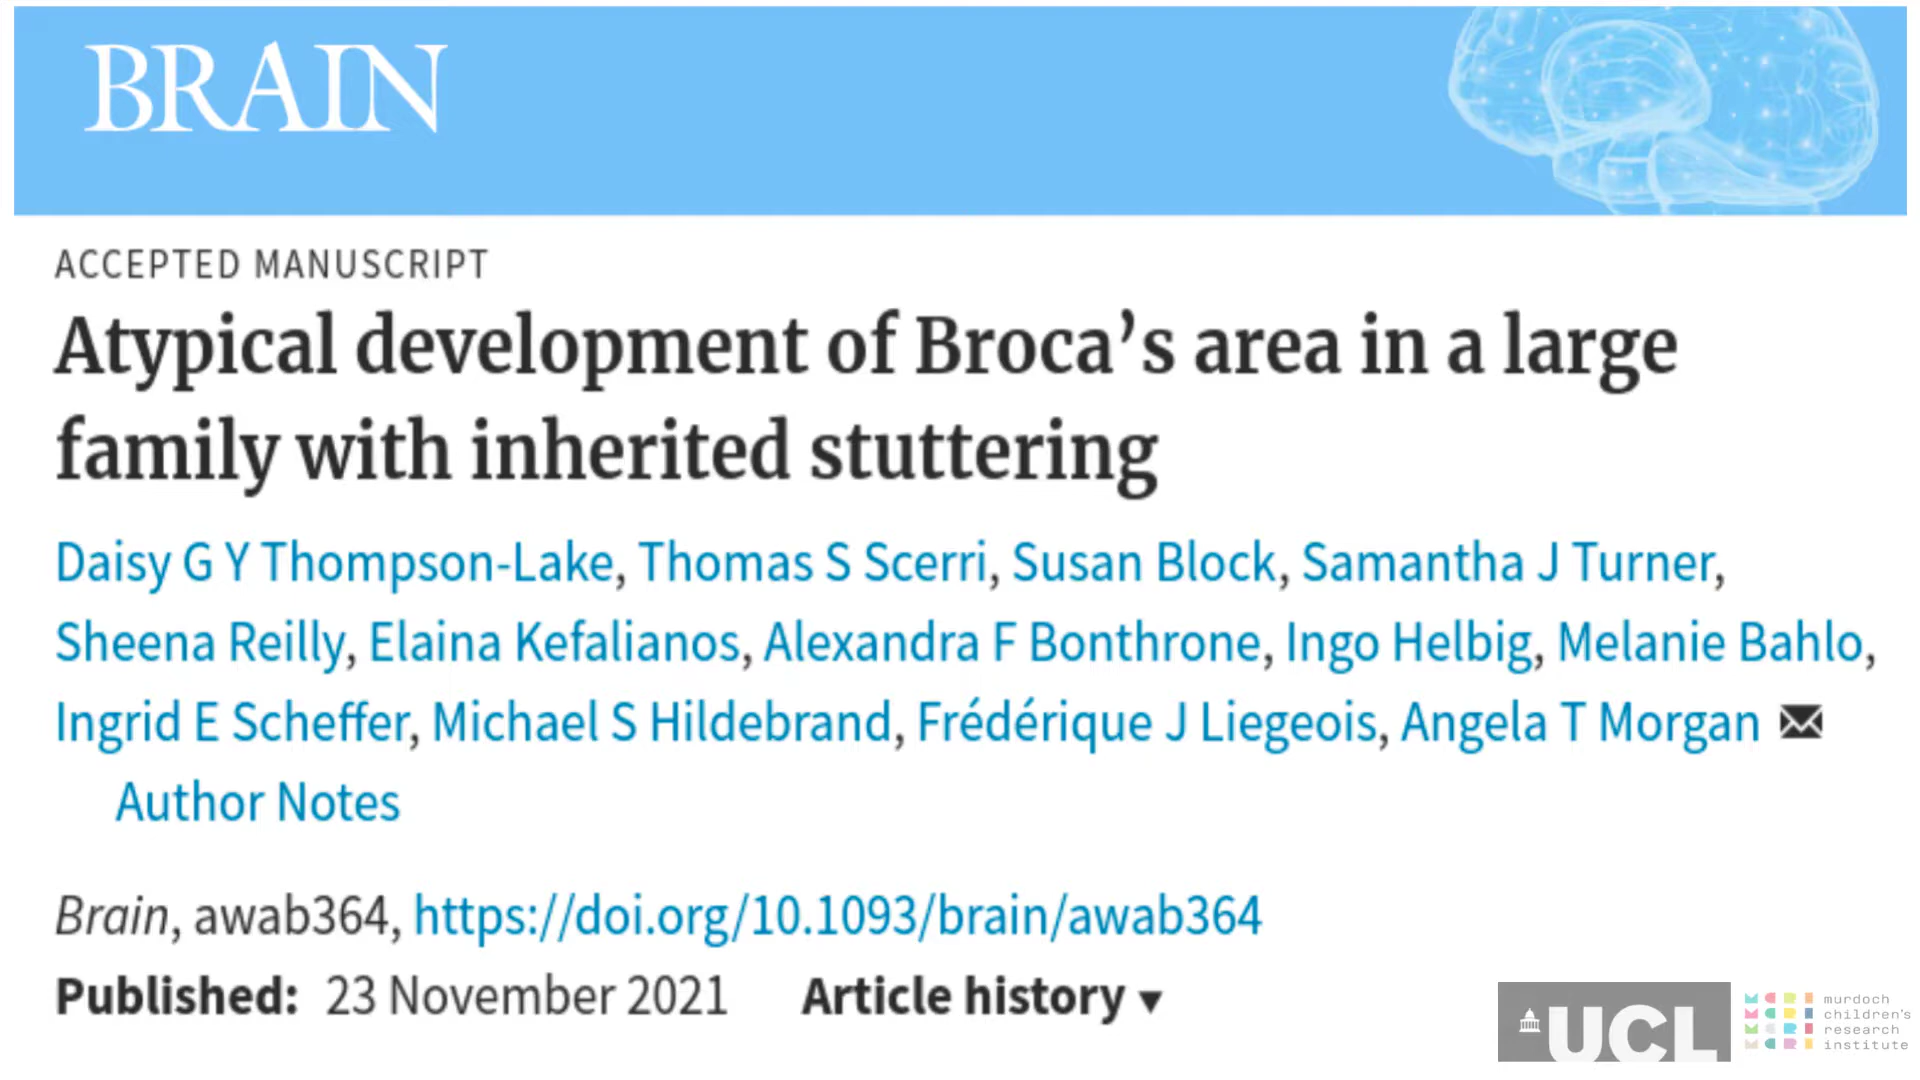 BRAIN
ACCEPTED MANUSCRIPT
Atypical development of Broca’s area in a large
family with inherited stuttering
Daisy G Y Thompson-Lake, Thomas S Scerri, Susan Block, Samantha J Turner,
Sheena Reilly, Elaina Kefalianos, Alexandra F Bonthrone, Ingo Helbig, Melanie Bahlo,
Ingrid E Scheffer, Michael S Hildebrand, Frédérique J Liegeois, Angela T Morgan
Author Notes
Brain, awab364, https://doi.org/10.1093/brain/awab364
Published: 23 November 2021 Article history ▼
UCL
murdoch
children's
research
institute